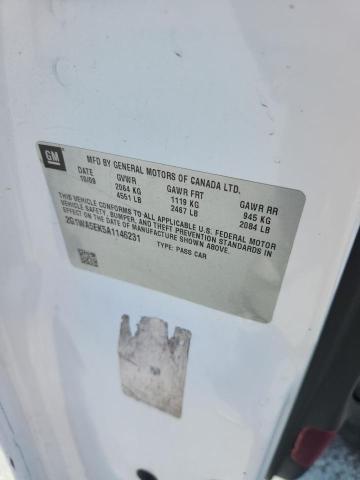 GM
MFD BY GENERAL MOTORS OF CANADA LTD.
DATE GVWR GAWR FRT GAWR RR
10/09 2064 KG 1119 KG 945 KG
4551 LB 2467 LB 2084 LB
THIS VEHICLE CONFORMS TO ALL APPLICABLE U.S. FEDERAL MOTOR
VEHICLE SAFETY, BUMPER, AND THEFT PREVENTION STANDARDS IN
EFFECT ON THE DATE OF MANUFACTURE SHOWN ABOVE.
2G1WA5EK5A1146231 TYPE: PASS CAR